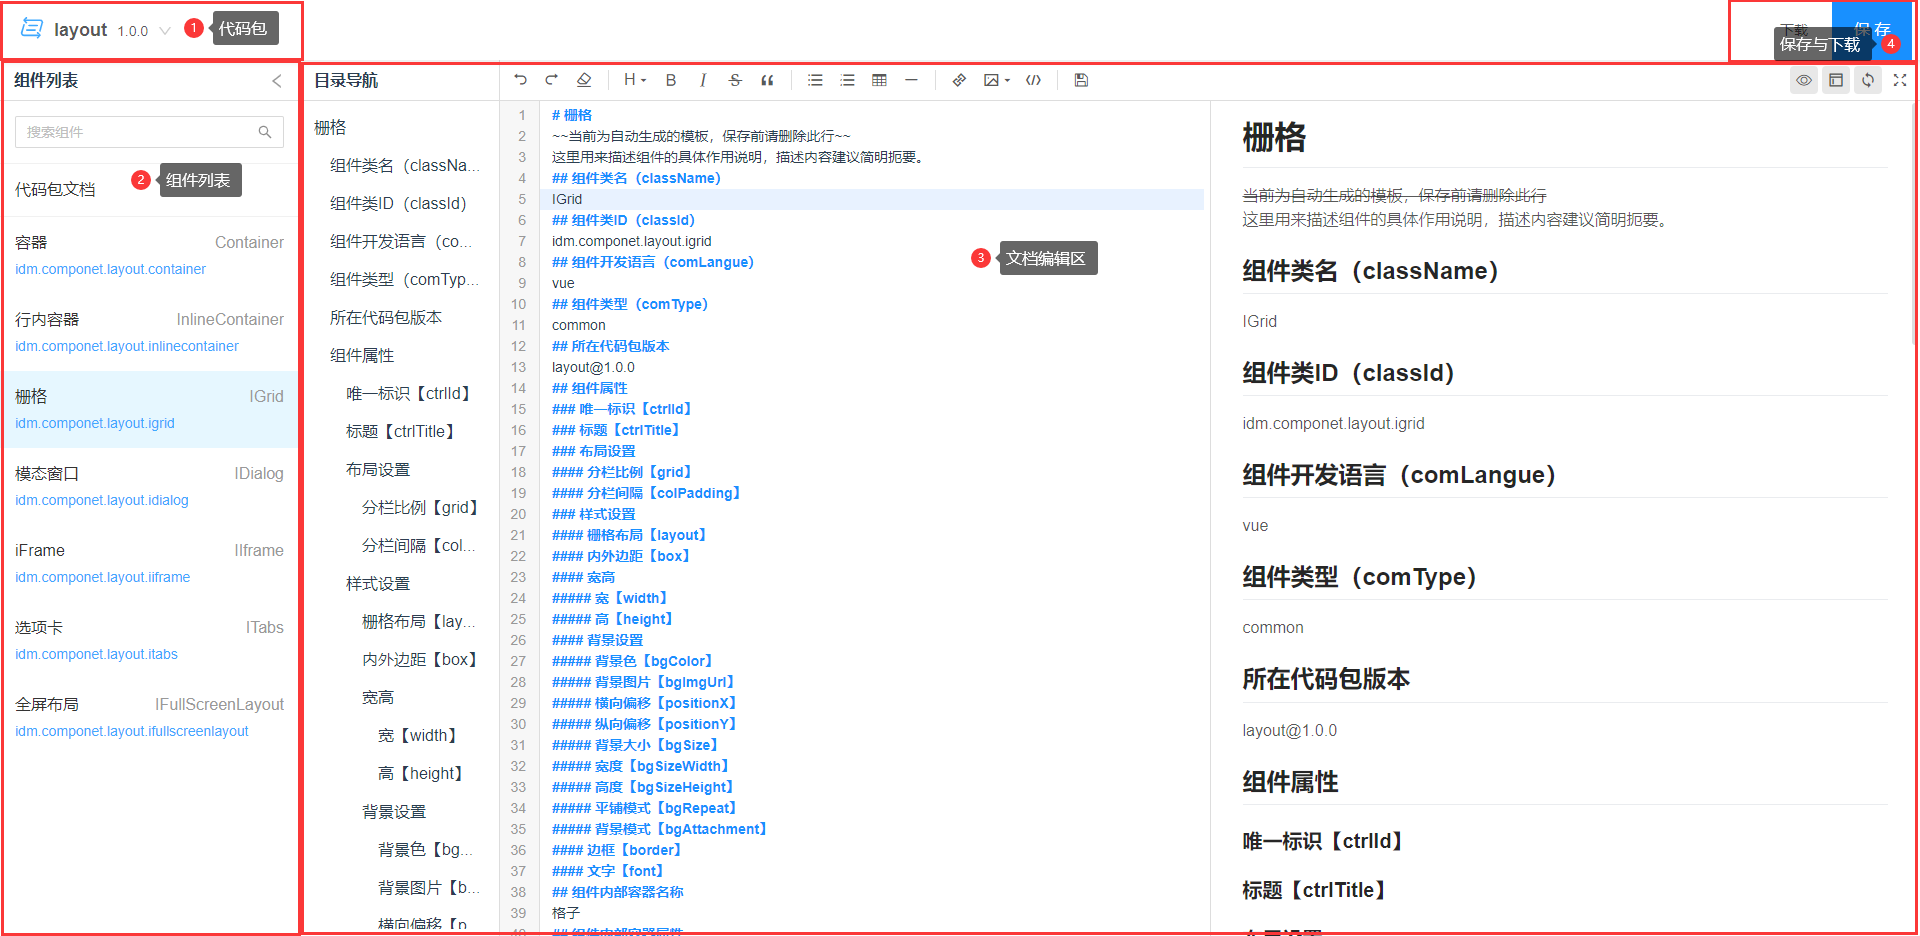 layout 1.0.0
1 代码包
下载
保 存
保存与下载 4
组件列表
搜索组件
代码包文档
2 组件列表
容器 Container
idm.componet.layout.container
行内容器 InlineContainer
idm.componet.layout.inlinecontainer
栅格 IGrid
idm.componet.layout.igrid
模态窗口 IDialog
idm.componet.layout.idialog
iFrame IIframe
idm.componet.layout.iiframe
选项卡 ITabs
idm.componet.layout.itabs
全屏布局 IFullScreenLayout
idm.componet.layout.ifullscreenlayout
目录导航
栅格
组件类名（classNa...
组件类ID（classId）
组件开发语言（co...
组件类型（comTyp...
所在代码包版本
组件属性
唯一标识【ctrlId】
标题【ctrlTitle】
布局设置
分栏比例【grid】
分栏间隔【col...
样式设置
栅格布局【lay...
内外边距【box】
宽高
宽【width】
高【height】
背景设置
背景色【bg...
背景图片【b...
横向偏移【p...
H B I S
1 # 栅格
2 ~~当前为自动生成的模板，保存前请删除此行~~
3 这里用来描述组件的具体作用说明，描述内容建议简明扼要。
4 ## 组件类名（className）
5 IGrid
6 ## 组件类ID（classId）
7 idm.componet.layout.igrid
8 ## 组件开发语言（comLangue）
9 vue
10 ## 组件类型（comType）
11 common
12 ## 所在代码包版本
13 layout@1.0.0
14 ## 组件属性
15 ### 唯一标识【ctrlId】
16 ### 标题【ctrlTitle】
17 ### 布局设置
18 #### 分栏比例【grid】
19 #### 分栏间隔【colPadding】
20 ### 样式设置
21 #### 栅格布局【layout】
22 #### 内外边距【box】
23 #### 宽高
24 ##### 宽【width】
25 ##### 高【height】
26 #### 背景设置
27 ##### 背景色【bgColor】
28 ##### 背景图片【bgImgUrl】
29 ##### 横向偏移【positionX】
30 ##### 纵向偏移【positionY】
31 ##### 背景大小【bgSize】
32 ##### 宽度【bgSizeWidth】
33 ##### 高度【bgSizeHeight】
34 ##### 平铺模式【bgRepeat】
35 ##### 背景模式【bgAttachment】
36 #### 边框【border】
37 #### 文字【font】
38 ## 组件内部容器名称
39 格子
40 ## 组件内部容器属性
3 文档编辑区
栅格
当前为自动生成的模板，保存前请删除此行
这里用来描述组件的具体作用说明，描述内容建议简明扼要。
组件类名（className）
IGrid
组件类ID（classId）
idm.componet.layout.igrid
组件开发语言（comLangue）
vue
组件类型（comType）
common
所在代码包版本
layout@1.0.0
组件属性
唯一标识【ctrlId】
标题【ctrlTitle】
布局设置